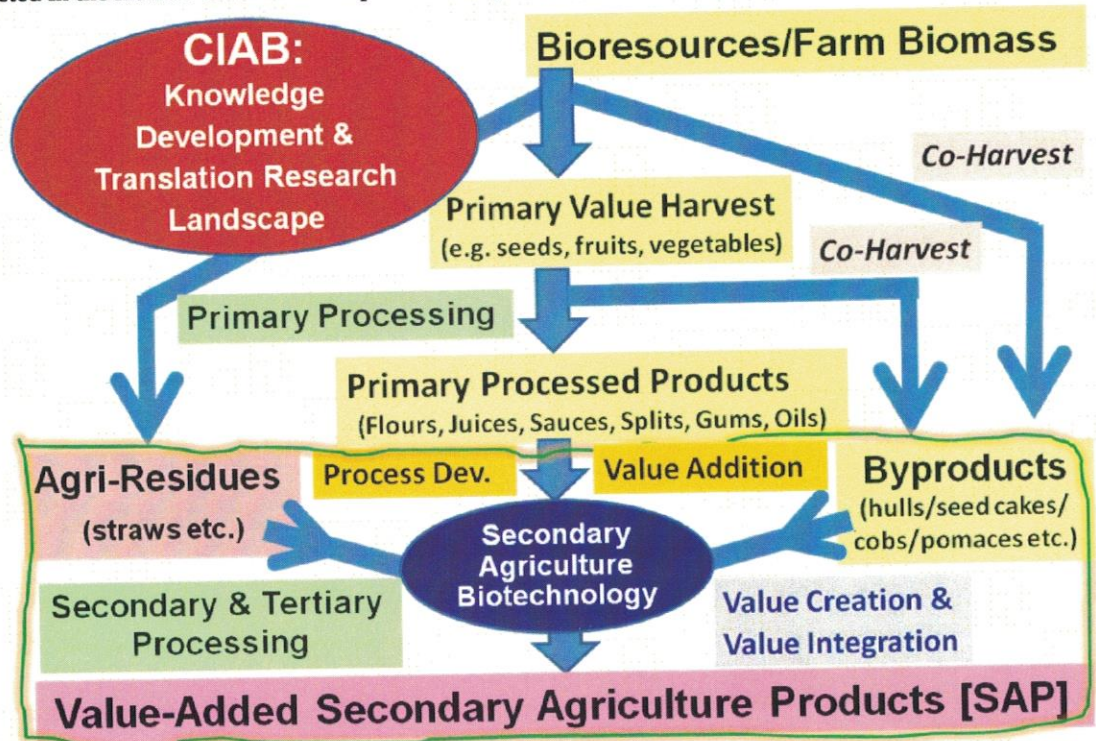 CIAB:
Knowledge
Development &
Translation Research
Landscape
Bioresources/Farm Biomass
Co-Harvest
Primary Value Harvest
(e.g. seeds, fruits, vegetables)
Co-Harvest
Primary Processing
Primary Processed Products
(Flours, Juices, Sauces, Splits, Gums, Oils)
Agri-Residues
(straws etc.)
Process Dev.
Value Addition
Byproducts
(hulls/seed cakes/
cobs/pomaces etc.)
Secondary
Agriculture
Biotechnology
Secondary & Tertiary
Processing
Value Creation &
Value Integration
Value-Added Secondary Agriculture Products [SAP]